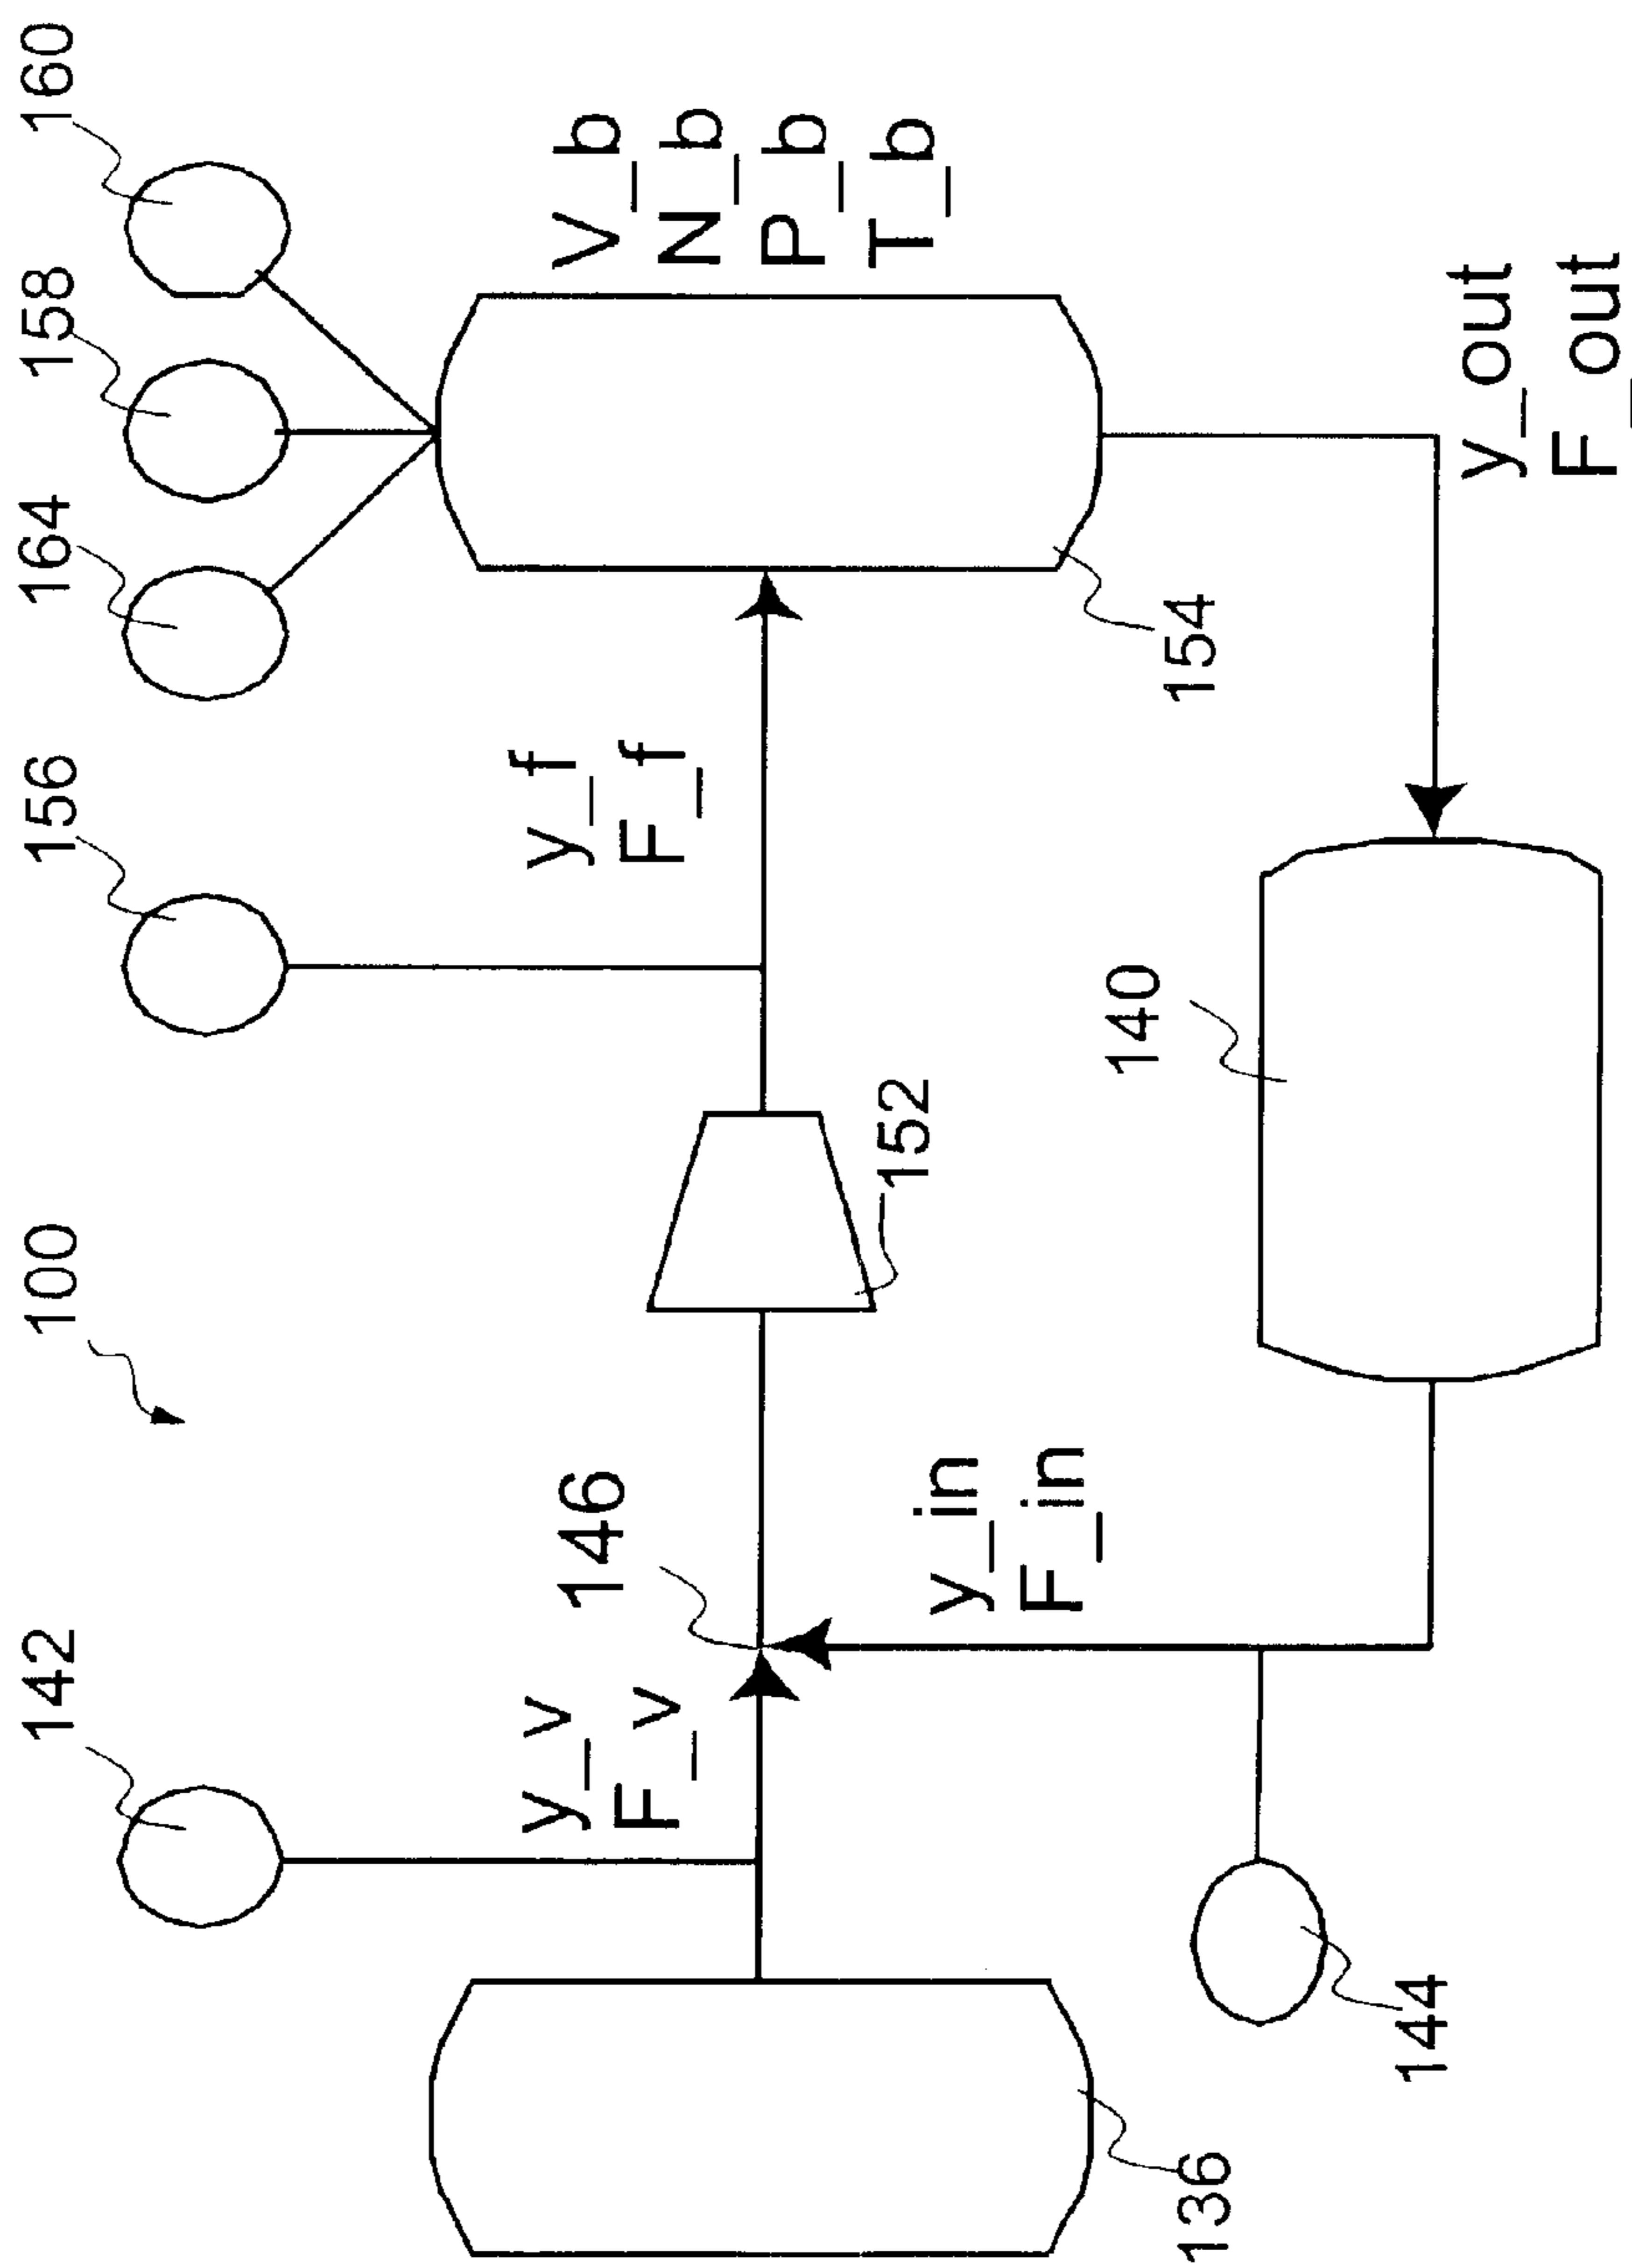 100
142
156
164
158
160
y_v
F_v
146
y_f
F_f
V_b
N_b
P_b
T_b
y_in
F_in
152
154
140
136
144
y_out
F_out